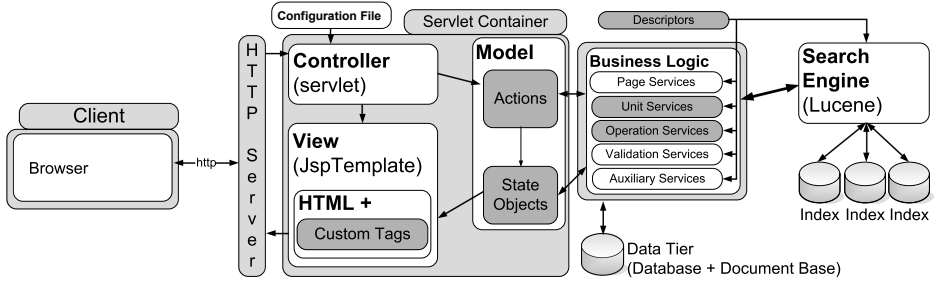 Configuration File
Servlet Container
Descriptors
Client
Browser
http
HTTP Server
Controller
(servlet)
View
(JspTemplate)
HTML +
Custom Tags
Model
Actions
State
Objects
Business Logic
Page Services
Unit Services
Operation Services
Validation Services
Auxiliary Services
Data Tier
(Database + Document Base)
Search
Engine
(Lucene)
Index Index Index